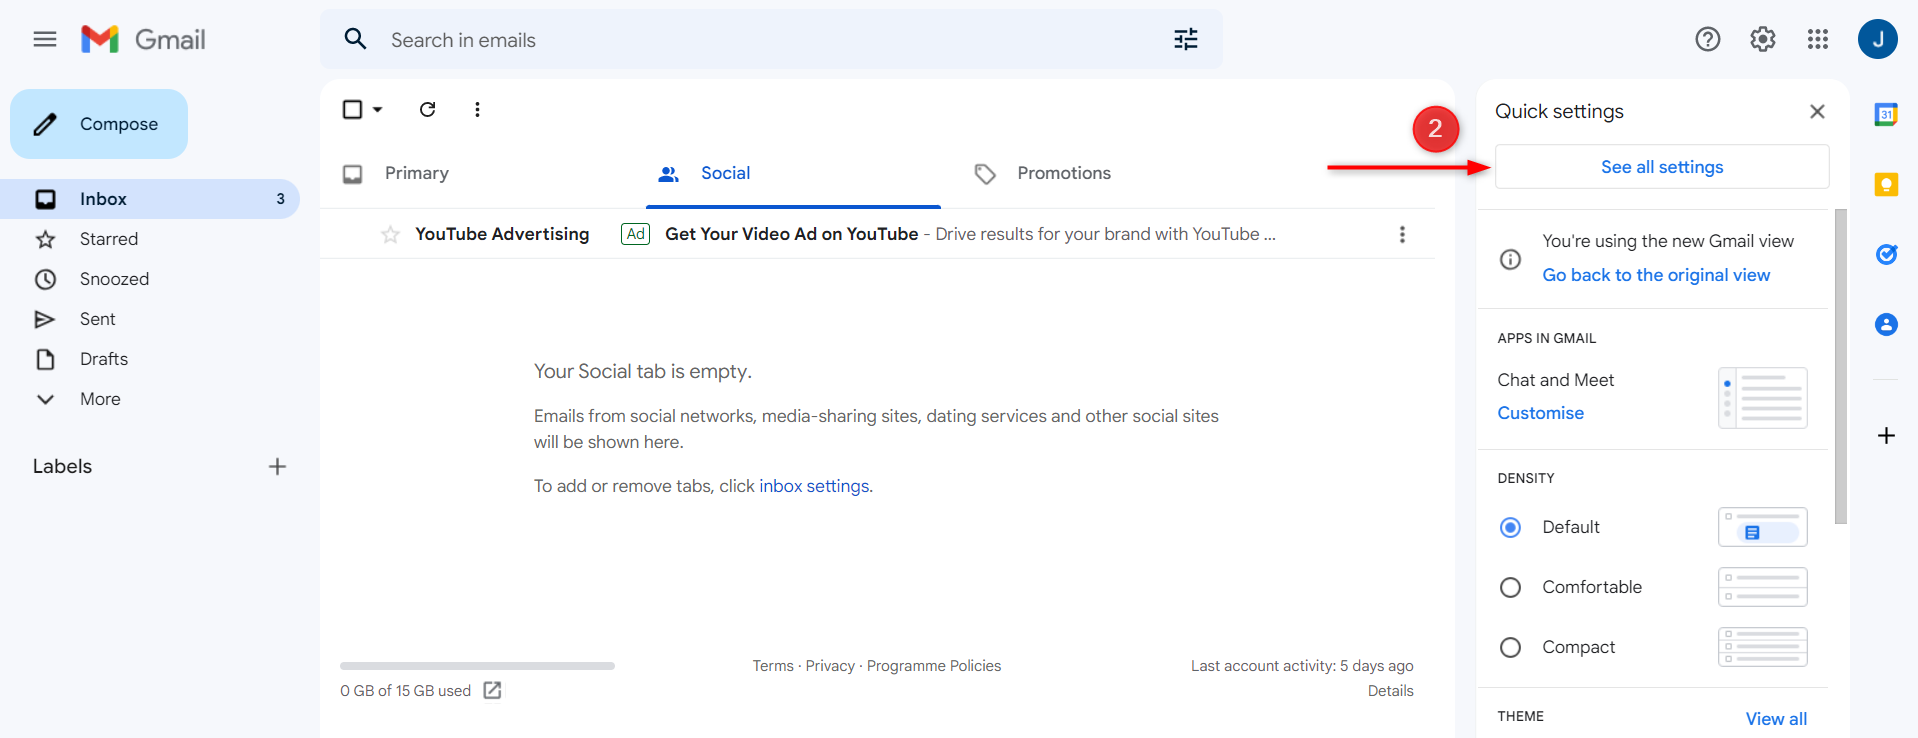 Gmail
Search in emails
J
Compose
Inbox 3
Starred
Snoozed
Sent
Drafts
More
Labels
Primary
Social
Promotions
YouTube Advertising Ad Get Your Video Ad on YouTube - Drive results for your brand with YouTube ...
Your Social tab is empty.
Emails from social networks, media-sharing sites, dating services and other social sites
will be shown here.
To add or remove tabs, click inbox settings.
0 GB of 15 GB used
Terms · Privacy · Programme Policies
Last account activity: 5 days ago
Details
2
Quick settings
See all settings
You're using the new Gmail view
Go back to the original view
APPS IN GMAIL
Chat and Meet
Customise
DENSITY
Default
Comfortable
Compact
THEME
View all
31